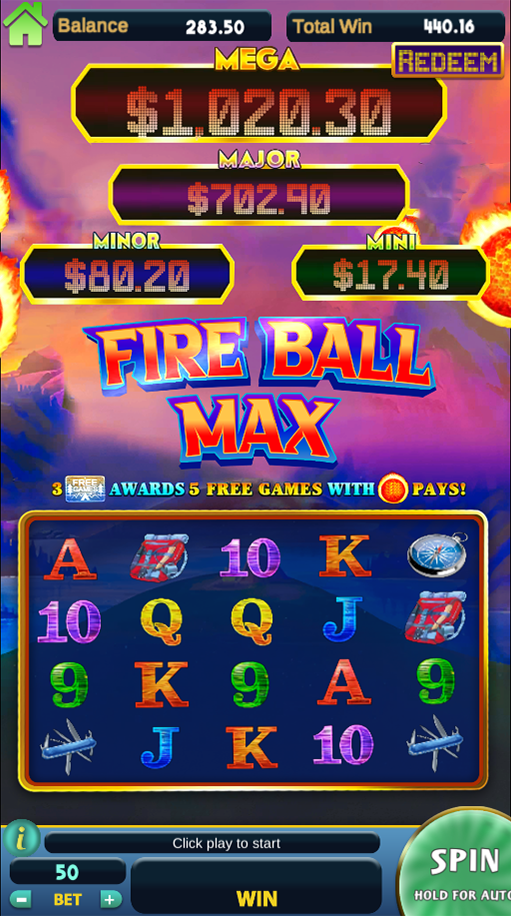 Balance 283.50 Total Win 440.16
MEGA REDEEM
$1,020.30
MAJOR
$702.90
MINOR MINI
$80.20 $17.40
FIRE BALL
MAX
3 FREE GAMES AWARDS 5 FREE GAMES WITH PAYS!
A 10 K
10 Q Q J
9 K 9 A 9
J K 10
i Click play to start
50 SPIN
- BET + WIN HOLD FOR AUTO